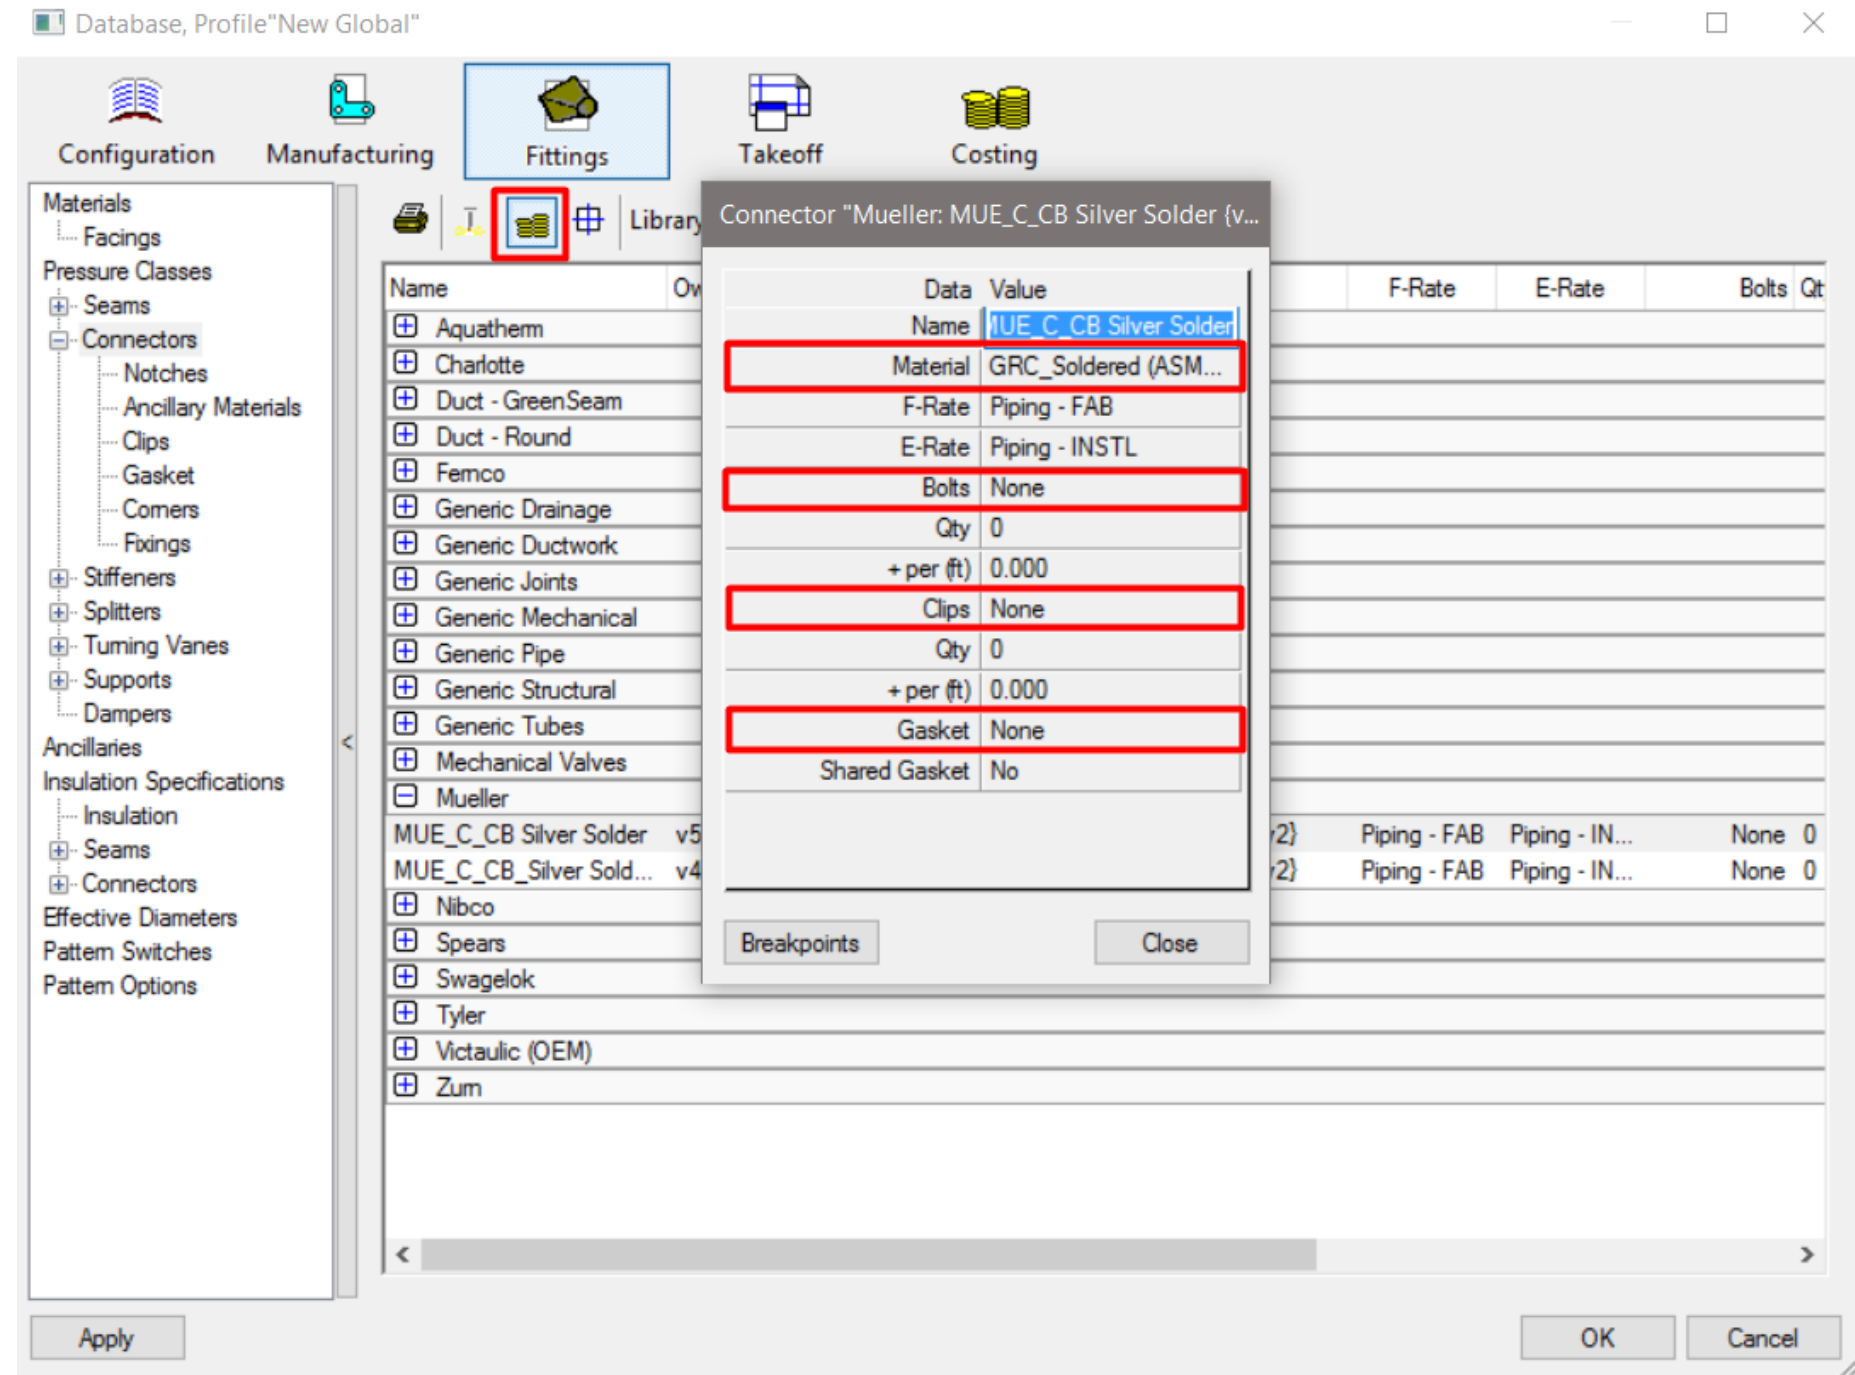 Database, Profile"New Global"
Configuration
Manufacturing
Fittings
Takeoff
Costing
Materials
Facings
Pressure Classes
Seams
Connectors
Notches
Ancillary Materials
Clips
Gasket
Corners
Fixings
Stiffeners
Splitters
Turning Vanes
Supports
Dampers
Ancillaries
Insulation Specifications
Insulation
Seams
Connectors
Effective Diameters
Pattern Switches
Pattern Options
<
Library
Name Ow F-Rate E-Rate Bolts Qt
Aquatherm
Charlotte
Duct - GreenSeam
Duct - Round
Fernco
Generic Drainage
Generic Ductwork
Generic Joints
Generic Mechanical
Generic Pipe
Generic Structural
Generic Tubes
Mechanical Valves
Mueller
MUE_C_CB Silver Solder v5 v2} Piping - FAB Piping - IN... None 0
MUE_C_CB_Silver Sold... v4 v2} Piping - FAB Piping - IN... None 0
Nibco
Spears
Swagelok
Tyler
Victaulic (OEM)
Zurn
Connector "Mueller: MUE_C_CB Silver Solder {v...
Data Value
Name MUE_C_CB Silver Solder
Material GRC_Soldered (ASM...
F-Rate Piping - FAB
E-Rate Piping - INSTL
Bolts None
Qty 0
+ per (ft) 0.000
Clips None
Qty 0
+ per (ft) 0.000
Gasket None
Shared Gasket No
Breakpoints
Close
Apply
OK
Cancel